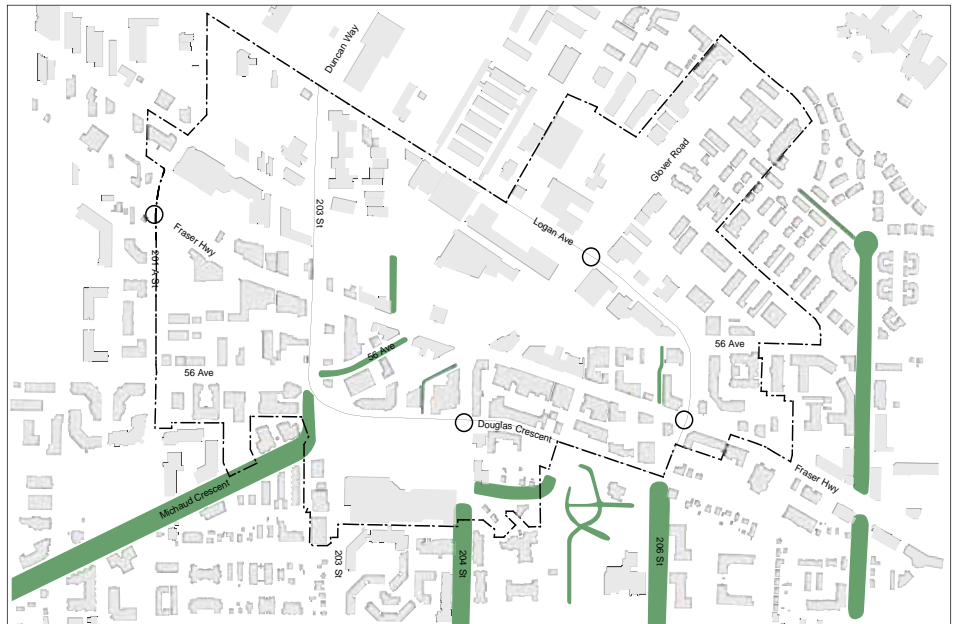 Duncan Way
Glover Road
203 St
Logan Ave
Fraser Hwy
201 A St
56 Ave
56 Ave
56 Ave
Douglas Crescent
Fraser Hwy
Michaud Crescent
203 St
204 St
206 St